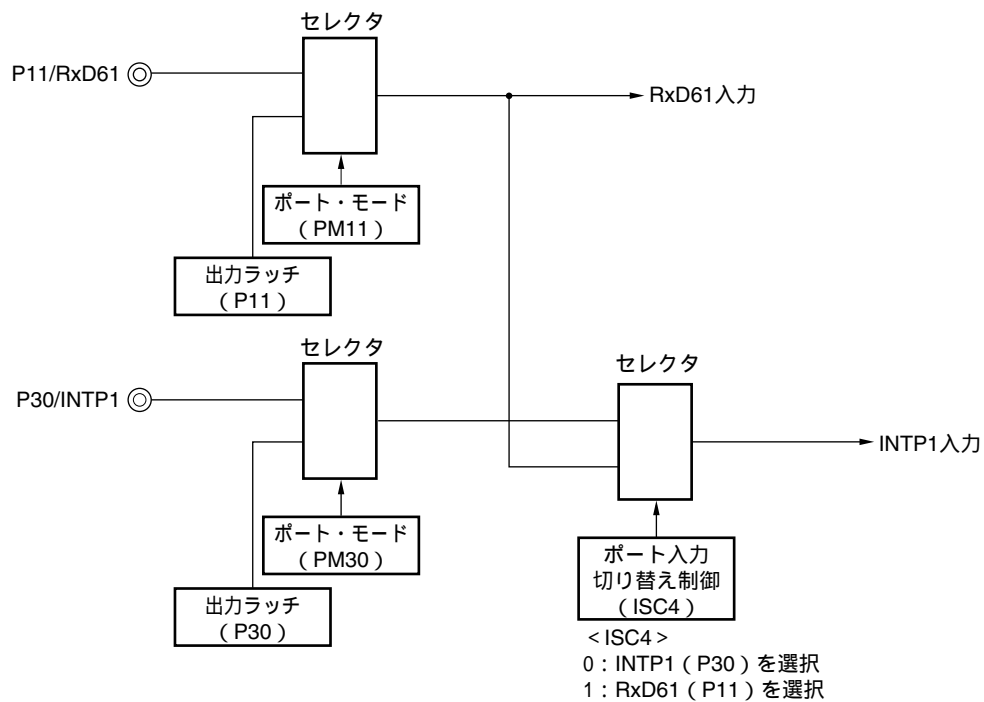 セレクタ
P11/RxD61
RxD61入力
ポート・モード
（PM11）
出力ラッチ
（P11）
セレクタ
セレクタ
P30/INTP1
INTP1入力
ポート・モード
（PM30）
出力ラッチ
（P30）
ポート入力
切り替え制御
（ISC4）
＜ISC4＞
0：INTP1（P30）を選択
1：RxD61（P11）を選択